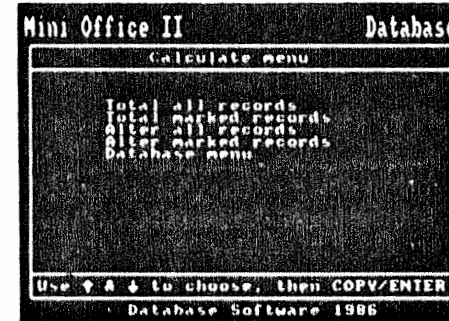 Mini Office II Database
Calculate menu
Total all records
Total marked records
Alter all records
Alter marked records
Database menu
Use ↑ & ↓ to choose, then COPY/ENTER
Database Software 1986